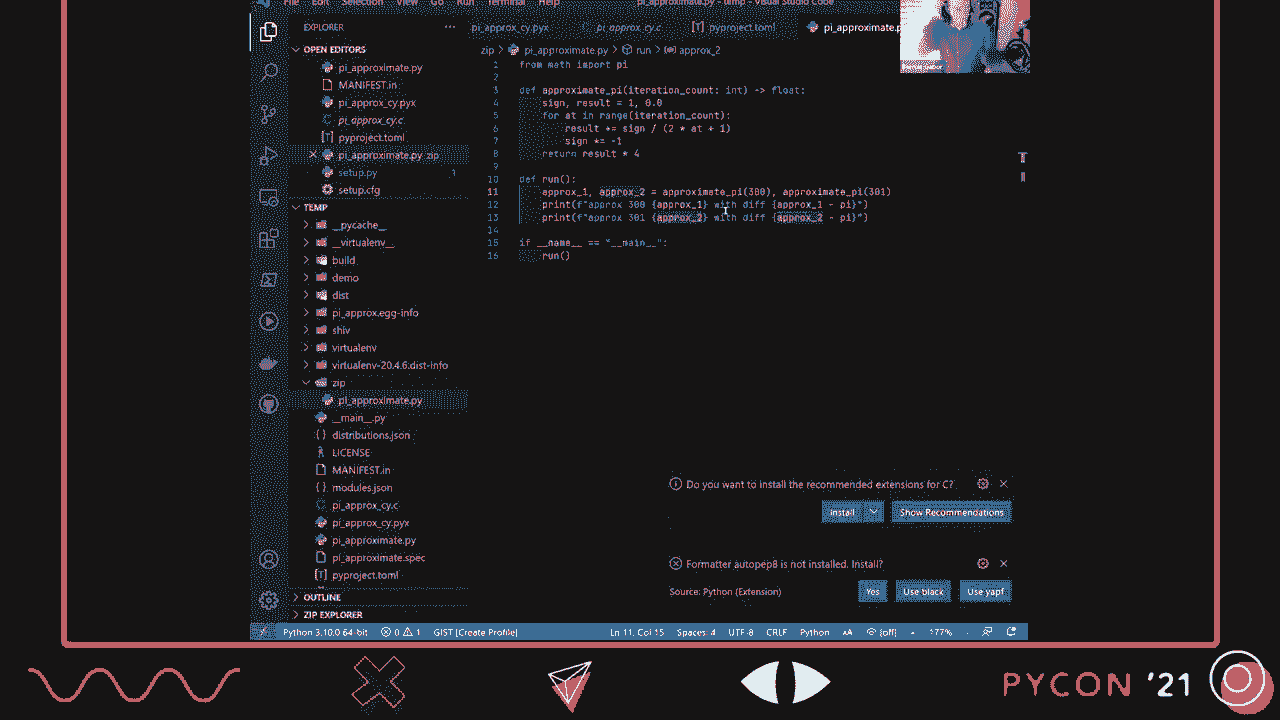 File Edit Selection View Go Run Terminal Help pi_approximate.py - temp - Visual Studio Code
EXPLORER ... pi_approx_cy.pyx pi_approx_cy.c pyproject.toml pi_approximate.p
OPEN EDITORS
pi_approximate.py
MANIFEST.in
pi_approx_cy.pyx
pi_approx_cy.c
pyproject.toml
pi_approximate.py zip
setup.py
setup.cfg
TEMP
__pycache__
__virtualenv__
build
demo
dist
pi_approx.egg-info
shiv
virtualenv
virtualenv-20.4.6.dist-info
zip
pi_approximate.py
__main__.py
distributions.json
LICENSE
MANIFEST.in
modules.json
pi_approx_cy.c
pi_approx_cy.pyx
pi_approximate.py
pi_approximate.spec
pyproject.toml
OUTLINE
ZIP EXPLORER
zip > pi_approximate.py > run > approx_2
1 from math import pi
2
3 def approximate_pi(iteration_count: int) -> float:
4 sign, result = 1, 0.0
5 for at in range(iteration_count):
6 result += sign / (2 * at + 1)
7 sign *= -1
8 return result * 4
9
10 def run():
11 approx_1, approx_2 = approximate_pi(300), approximate_pi(301)
12 print(f"approx 300 {approx_1} with diff {approx_1 - pi}")
13 print(f"approx 301 {approx_2} with diff {approx_2 - pi}")
14
15 if __name__ == "__main__":
16 run()
Do you want to install the recommended extensions for C?
Install Show Recommendations
Formatter autopep8 is not installed. Install?
Source: Python (Extension) Yes Use black Use yapf
Python 3.10.0 64-bit 0 1 GIST [Create Profile] Ln 11, Col 15 Spaces: 4 UTF-8 CRLF Python (off) 177%
PYCON '21